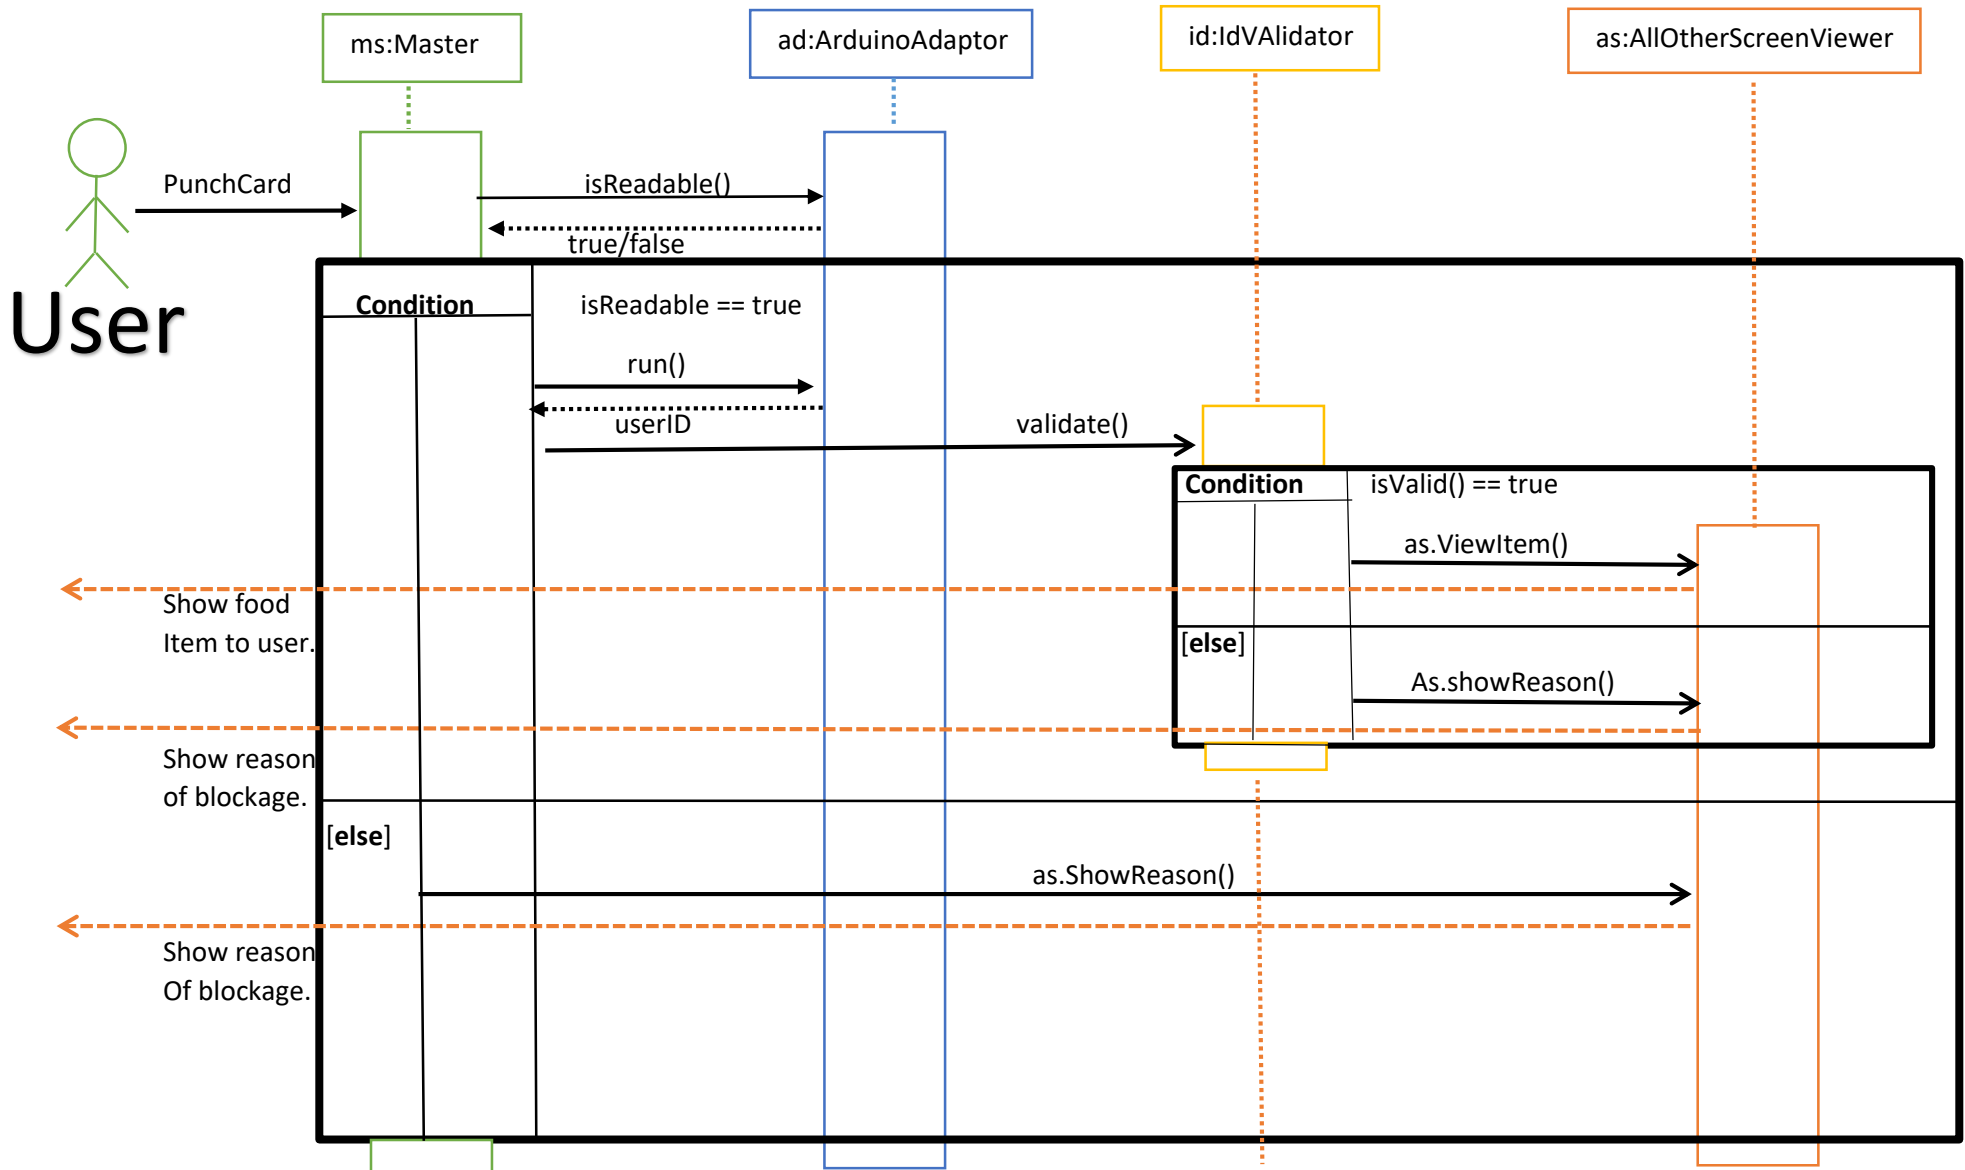 ms:Master
ad:ArduinoAdaptor
id:IdVAlidator
as:AllOtherScreenViewer
PunchCard
isReadable()
true/false
User
Condition
isReadable == true
run()
userID
validate()
Condition
isValid() == true
as.ViewItem()
Show food
Item to user.
[else]
As.showReason()
Show reason
of blockage.
[else]
as.ShowReason()
Show reason
Of blockage.